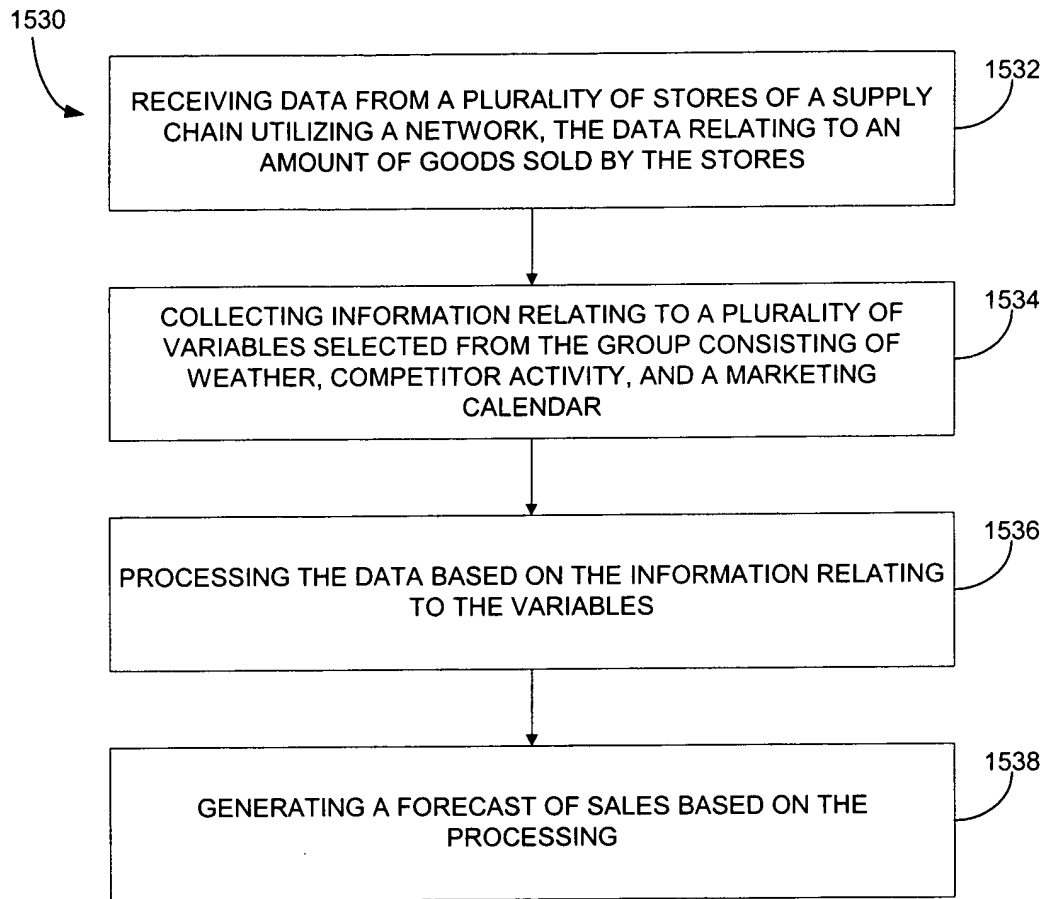 1530
1532
RECEIVING DATA FROM A PLURALITY OF STORES OF A SUPPLY
CHAIN UTILIZING A NETWORK, THE DATA RELATING TO AN
AMOUNT OF GOODS SOLD BY THE STORES
1534
COLLECTING INFORMATION RELATING TO A PLURALITY OF
VARIABLES SELECTED FROM THE GROUP CONSISTING OF
WEATHER, COMPETITOR ACTIVITY, AND A MARKETING
CALENDAR
1536
PROCESSING THE DATA BASED ON THE INFORMATION RELATING
TO THE VARIABLES
1538
GENERATING A FORECAST OF SALES BASED ON THE
PROCESSING